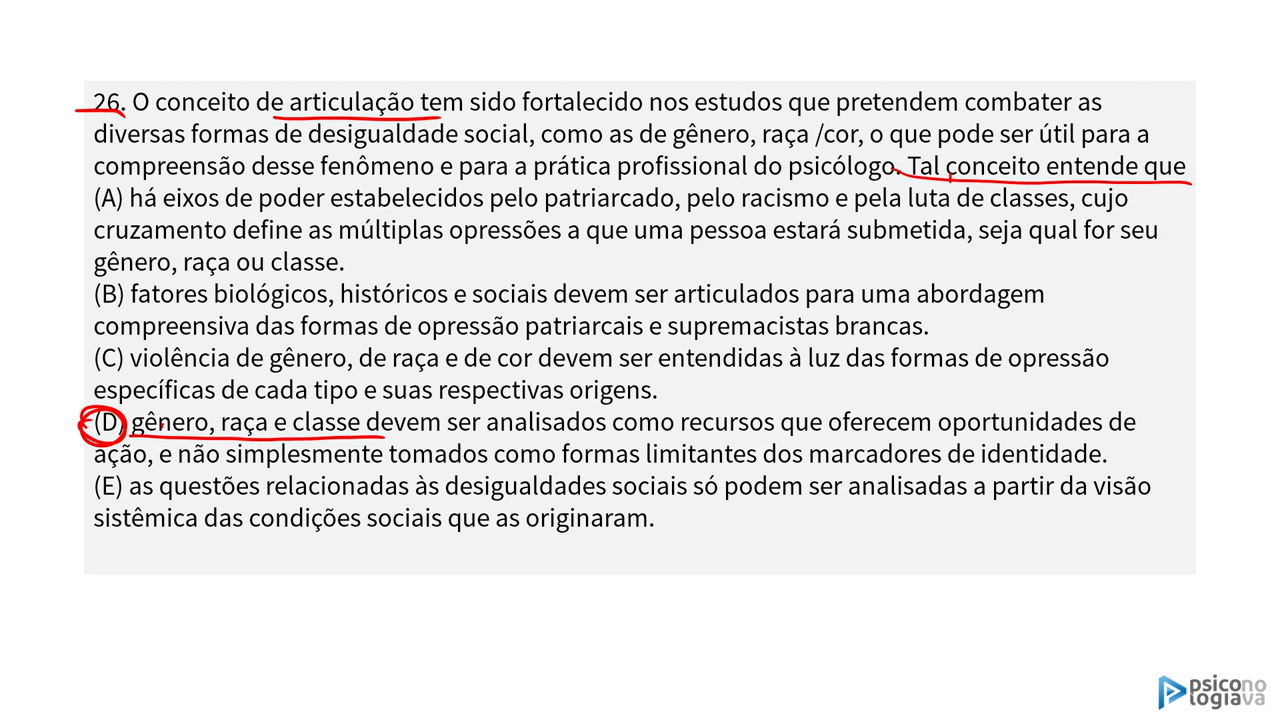 26. O conceito de articulação tem sido fortalecido nos estudos que pretendem combater as
diversas formas de desigualdade social, como as de gênero, raça /cor, o que pode ser útil para a
compreensão desse fenômeno e para a prática profissional do psicólogo. Tal conceito entende que
(A) há eixos de poder estabelecidos pelo patriarcado, pelo racismo e pela luta de classes, cujo
cruzamento define as múltiplas opressões a que uma pessoa estará submetida, seja qual for seu
gênero, raça ou classe.
(B) fatores biológicos, históricos e sociais devem ser articulados para uma abordagem
compreensiva das formas de opressão patriarcais e supremacistas brancas.
(C) violência de gênero, de raça e de cor devem ser entendidas à luz das formas de opressão
específicas de cada tipo e suas respectivas origens.
(D) gênero, raça e classe devem ser analisados como recursos que oferecem oportunidades de
ação, e não simplesmente tomados como formas limitantes dos marcadores de identidade.
(E) as questões relacionadas às desigualdades sociais só podem ser analisadas a partir da visão
sistêmica das condições sociais que as originaram.
psicono
logiava